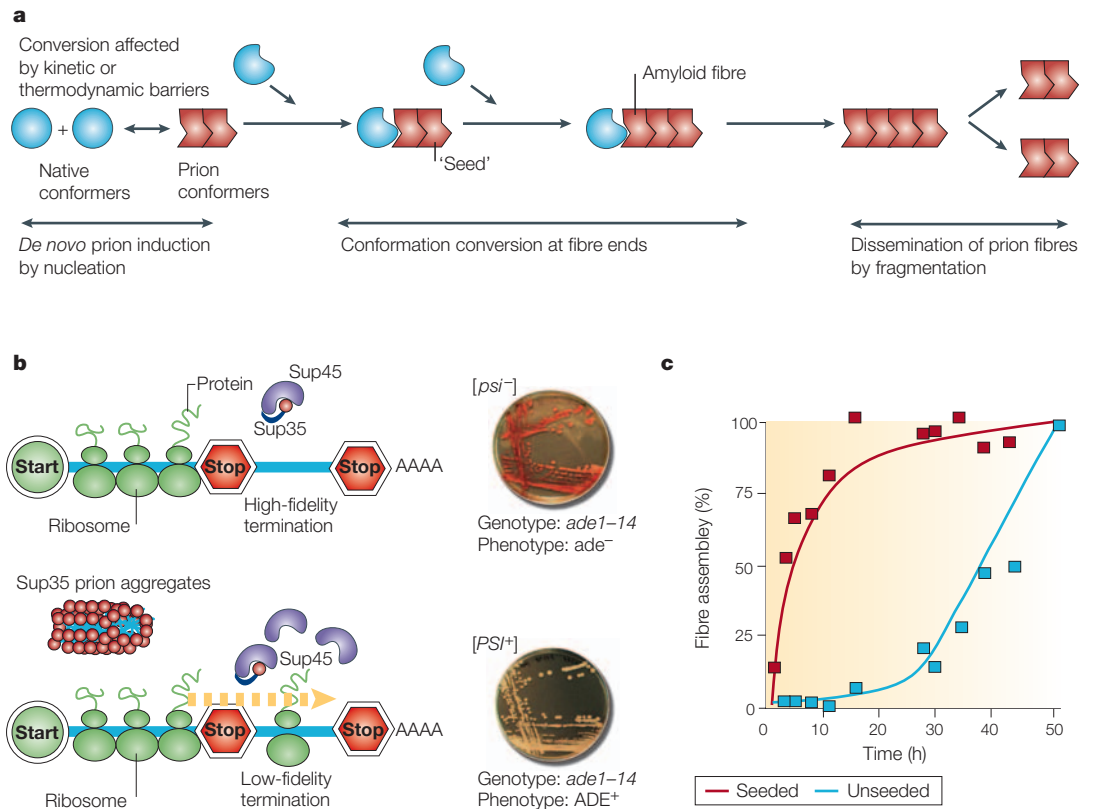 a
Conversion affected
by kinetic or
thermodynamic barriers
+
Native
conformers
Prion
conformers
'Seed'
Amyloid fibre
De novo prion induction
by nucleation
Conformation conversion at fibre ends
Dissemination of prion fibres
by fragmentation
b
Protein
Sup45
Sup35
Start
Stop
Stop
AAAA
Ribosome
High-fidelity
termination
[psi−]
Genotype: ade1–14
Phenotype: ade−
Sup35 prion aggregates
Sup45
Start
Stop
Stop
AAAA
Ribosome
Low-fidelity
termination
[PSI+]
Genotype: ade1–14
Phenotype: ADE+
c
Fibre assembley (%)
100
75
50
25
0
0 10 20 30 40 50
Time (h)
Seeded Unseeded